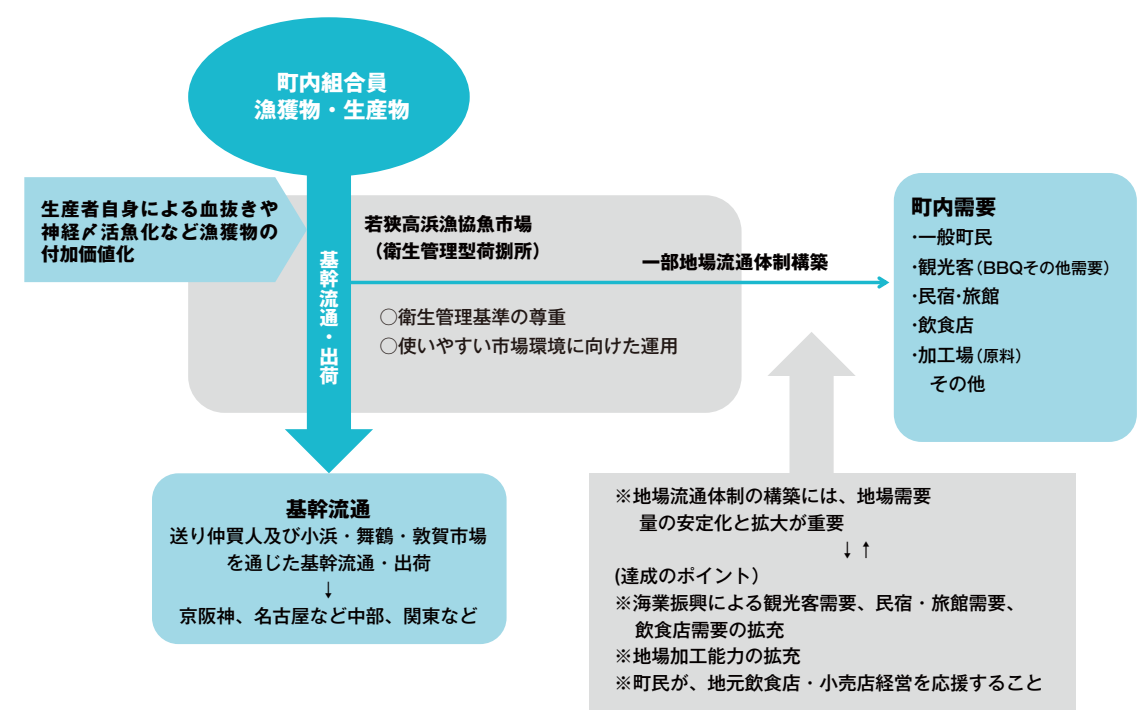 町内組合員
漁獲物・生産物
生産者自身による血抜きや
神経〆活魚化など漁獲物の
付加価値化
基幹流通・出荷
若狭高浜漁協魚市場
（衛生管理型荷捌所）
一部地場流通体制構築
○衛生管理基準の尊重
○使いやすい市場環境に向けた運用
町内需要
・一般町民
・観光客（BBQその他需要）
・民宿・旅館
・飲食店
・加工場（原料）
その他
基幹流通
送り仲買人及び小浜・舞鶴・敦賀市場
を通じた基幹流通・出荷
↓
京阪神、名古屋など中部、関東など
※地場流通体制の構築には、地場需要
量の安定化と拡大が重要
↓↑
(達成のポイント）
※海業振興による観光客需要、民宿・旅館需要、
飲食店需要の拡充
※地場加工能力の拡充
※町民が、地元飲食店・小売店経営を応援すること